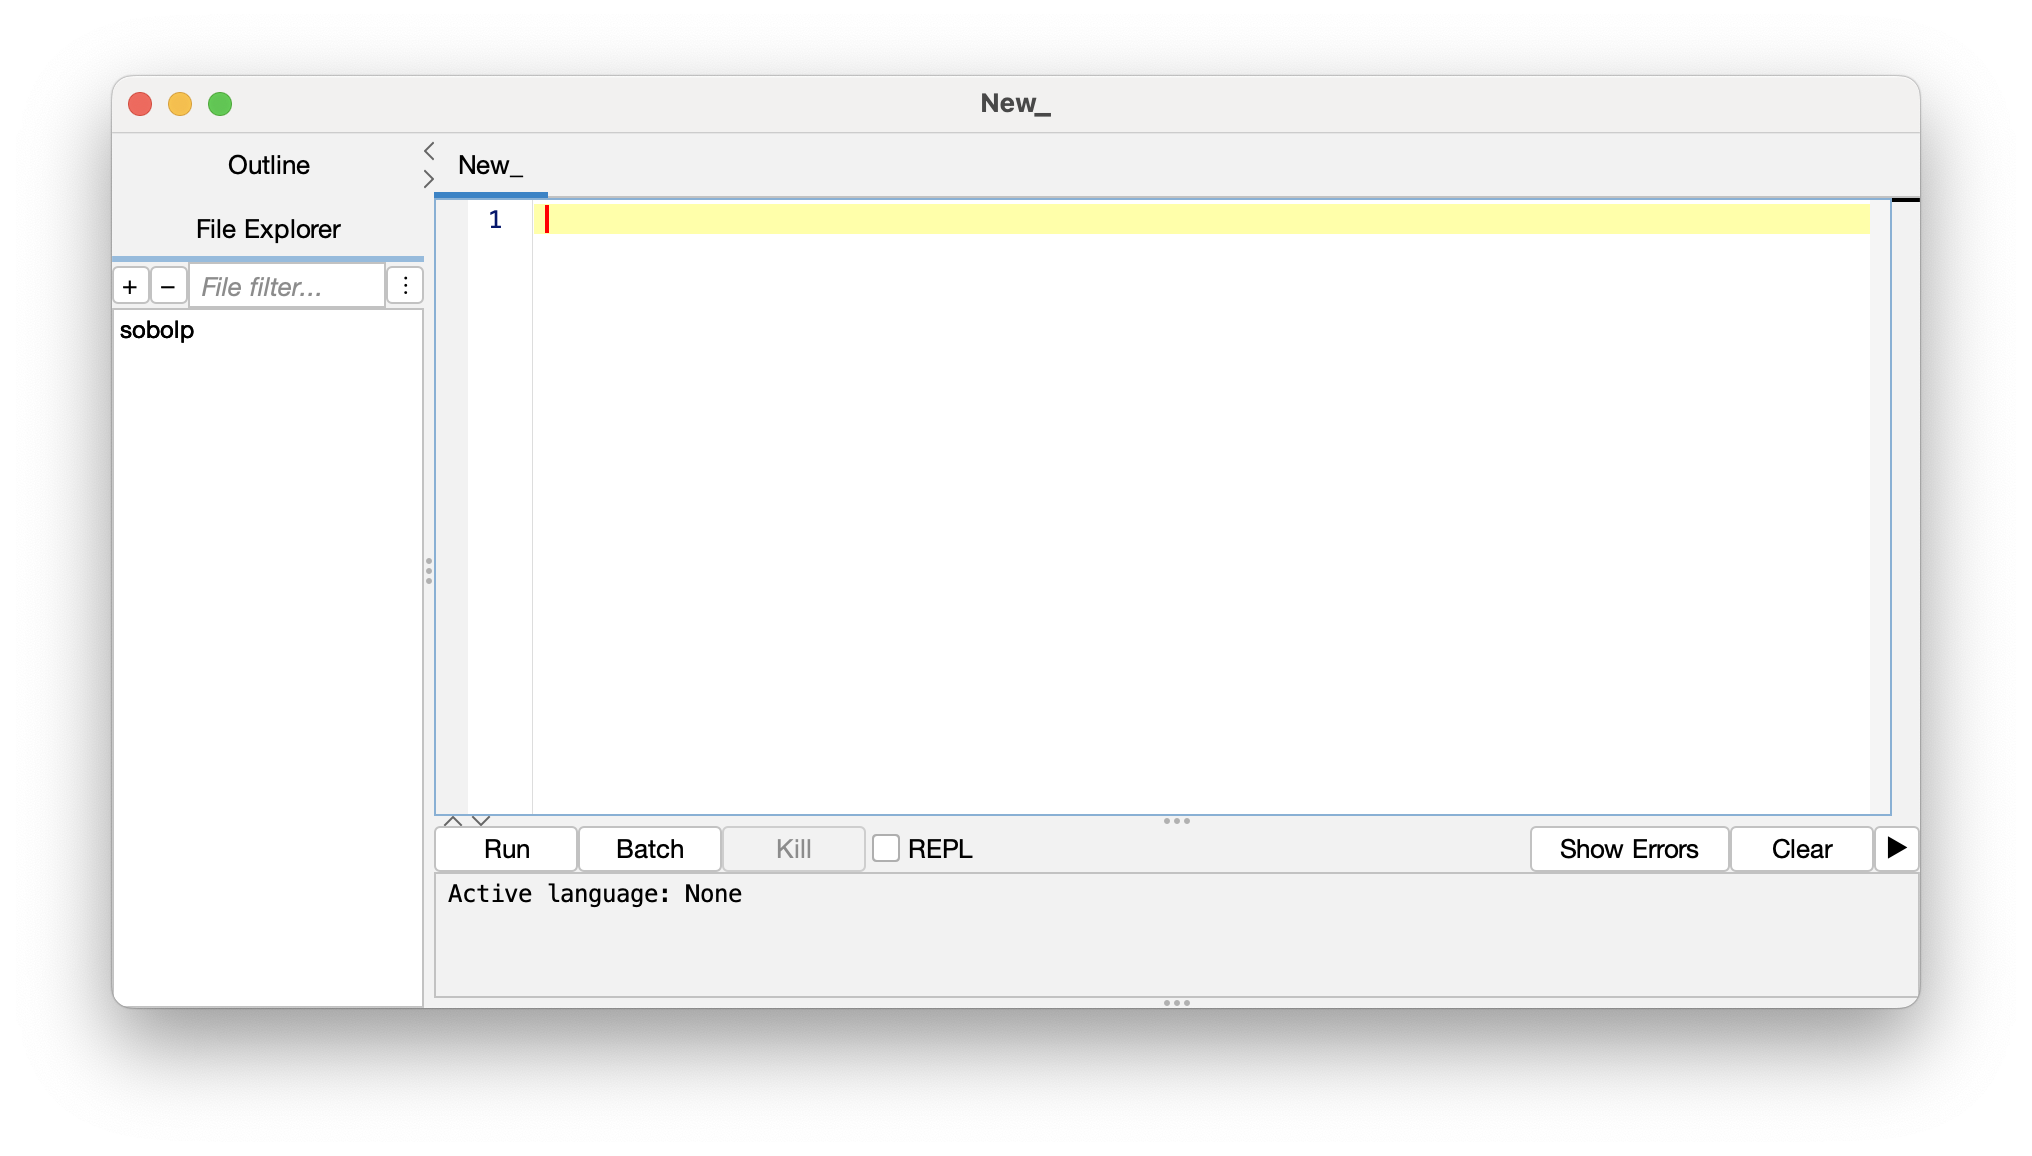 New_
Outline
New_
File Explorer
+ − File filter... ⋮
sobolp
1
Run Batch Kill REPL Show Errors Clear
Active language: None